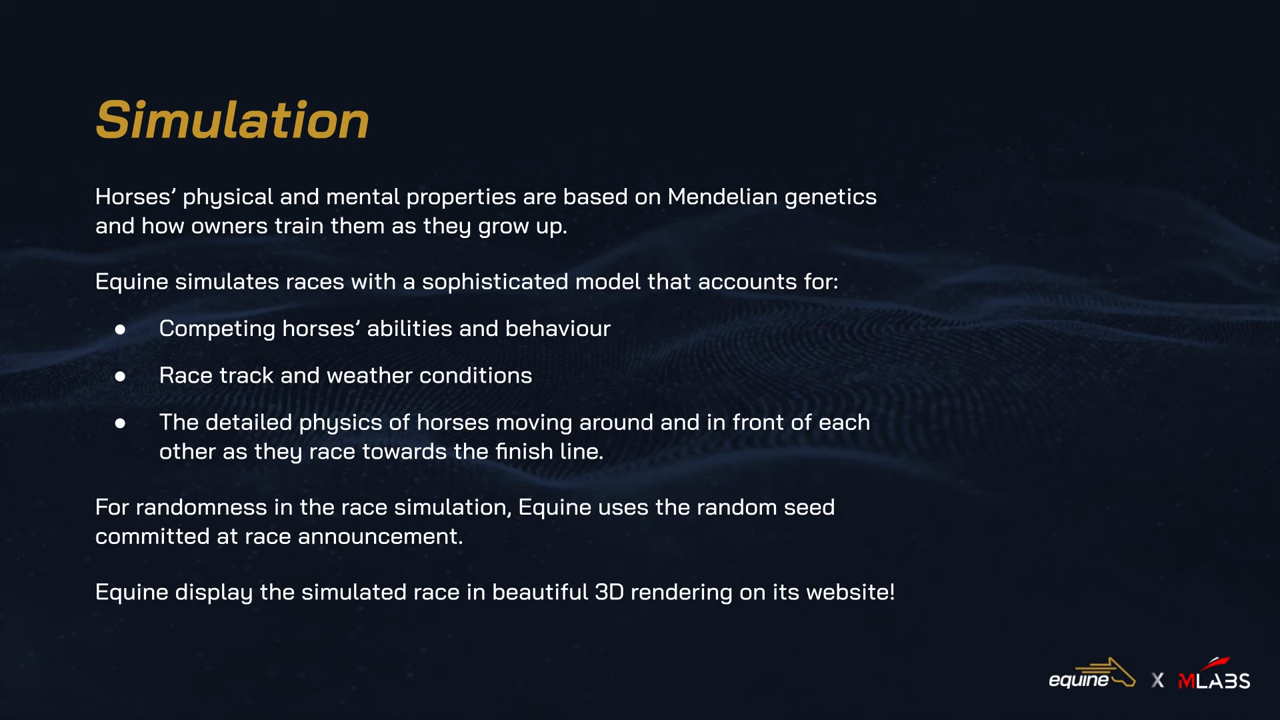 Simulation
Horses’ physical and mental properties are based on Mendelian genetics
and how owners train them as they grow up.
Equine simulates races with a sophisticated model that accounts for:
● Competing horses’ abilities and behaviour
● Race track and weather conditions
● The detailed physics of horses moving around and in front of each
other as they race towards the finish line.
For randomness in the race simulation, Equine uses the random seed
committed at race announcement.
Equine display the simulated race in beautiful 3D rendering on its website!
equine X MLABS